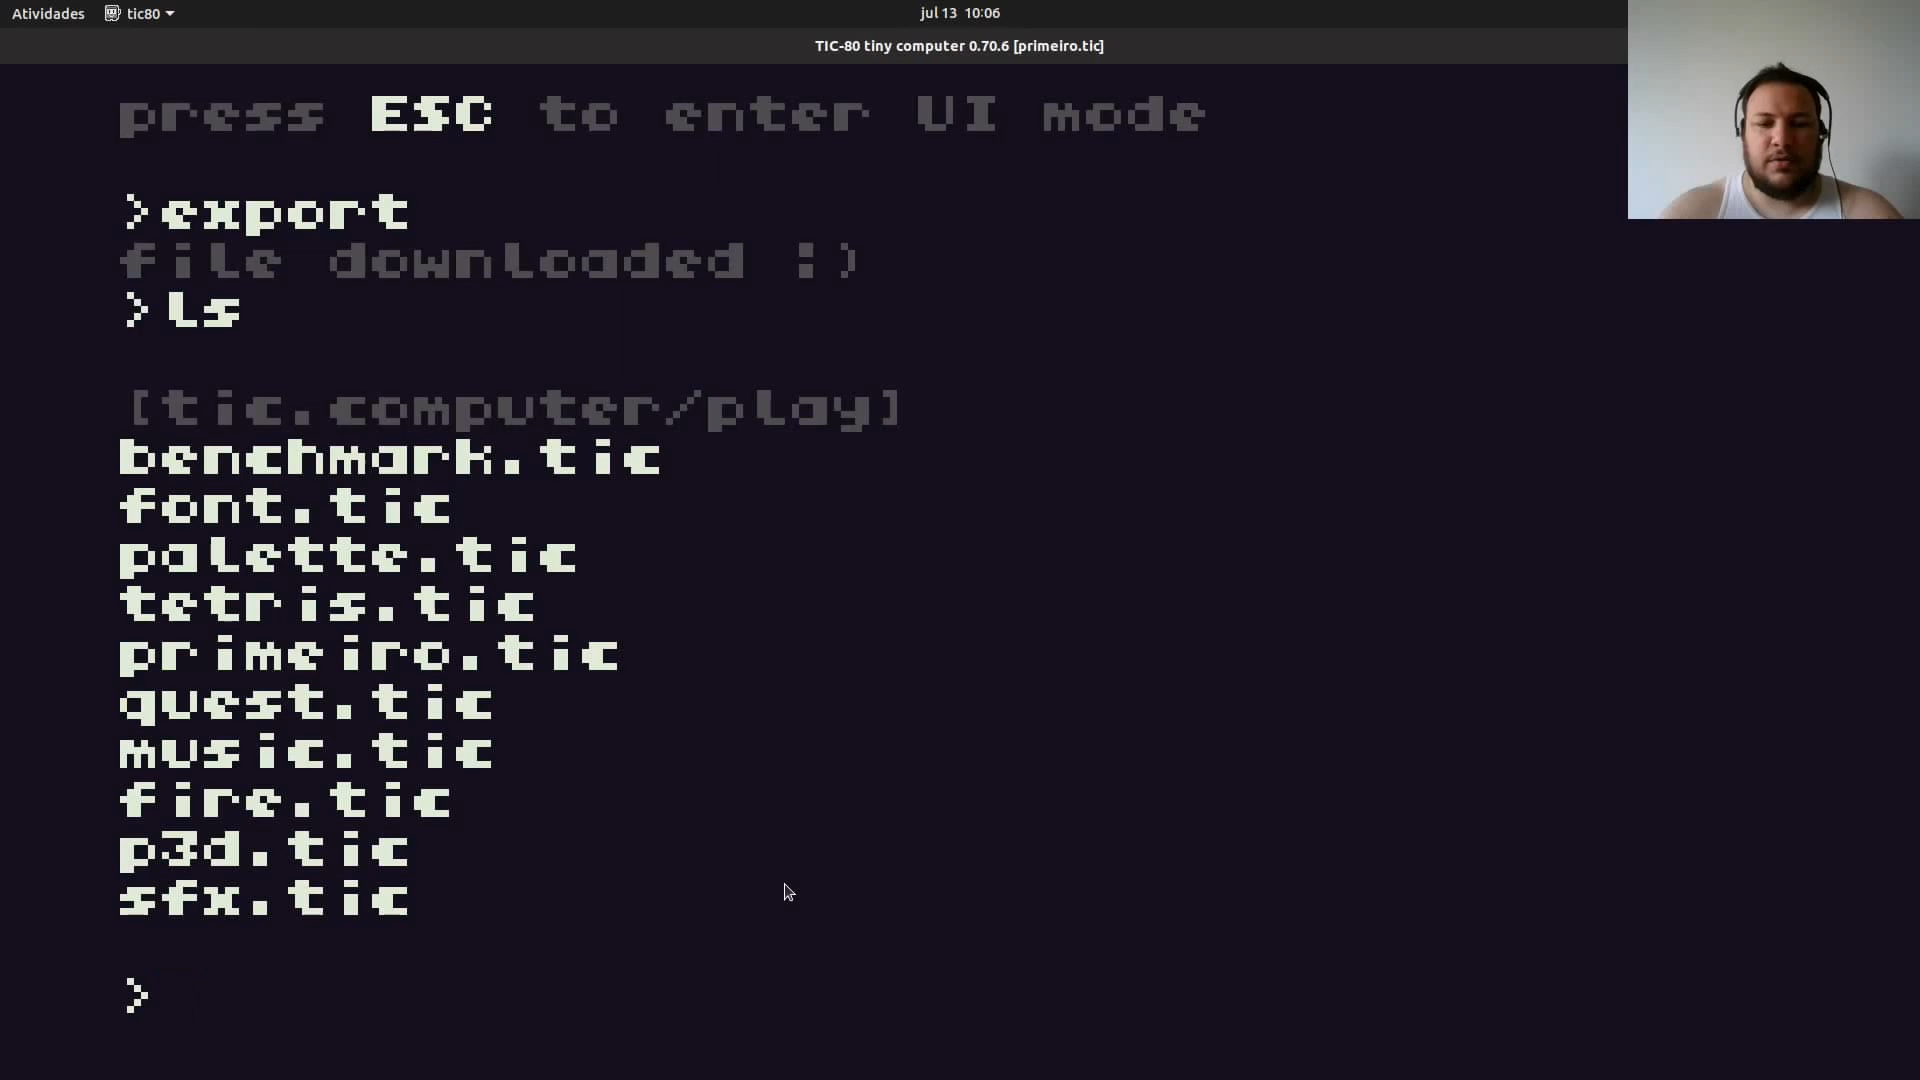 Atividades tic80 jul 13 10:06
TIC-80 tiny computer 0.70.6 [primeiro.tic]
press ESC to enter UI mode
>export
file downloaded :)
>ls
[tic.computer/play]
benchmark.tic
font.tic
palette.tic
tetris.tic
primeiro.tic
quest.tic
music.tic
fire.tic
p3d.tic
sfx.tic
>